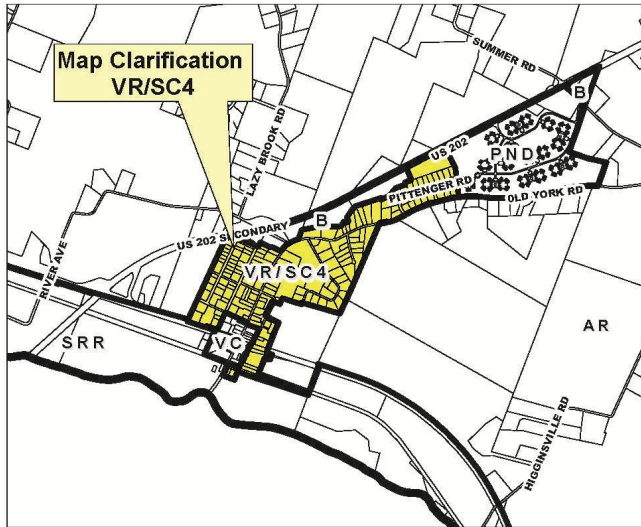 Map Clarification
VR/SC4
SUMMER RD
LAZY BROOK RD
B
US 202
PND
PITTENGER RD
OLD YORK RD
B
US 202 SECONDARY
RIVER AVE
VR/SC4
SRR
VC
AR
HIGGINSVILLE RD